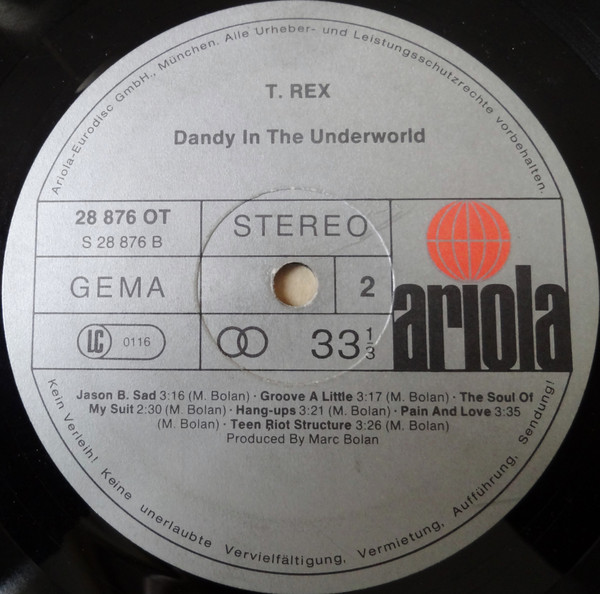 Ariola-Eurodisc GmbH., München. Alle Urheber- und Leistungsschutzrechte vorbehalten.
T. REX
Dandy In The Underworld
28 876 OT
S 28 876 B
STEREO
GEMA
2
ariola
LC 0116
33 1/3
Jason B. Sad 3:16 (M. Bolan) · Groove A Little 3:17 (M. Bolan) · The Soul Of
My Suit 2:30 (M. Bolan) · Hang-ups 3:21 (M. Bolan) · Pain And Love 3:35
(M. Bolan) · Teen Riot Structure 3:26 (M. Bolan)
Produced By Marc Bolan
Kein Verleih! Keine unerlaubte Vervielfältigung, Vermietung, Aufführung, Sendung!